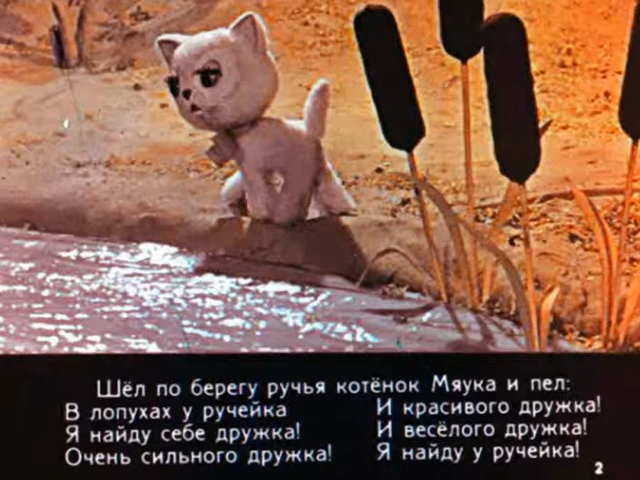 Шёл по берегу ручья котёнок Мяука и пел:
В лопухах у ручейка
Я найду себе дружка!
Очень сильного дружка!
И красивого дружка!
И весёлого дружка!
Я найду у ручейка!
2